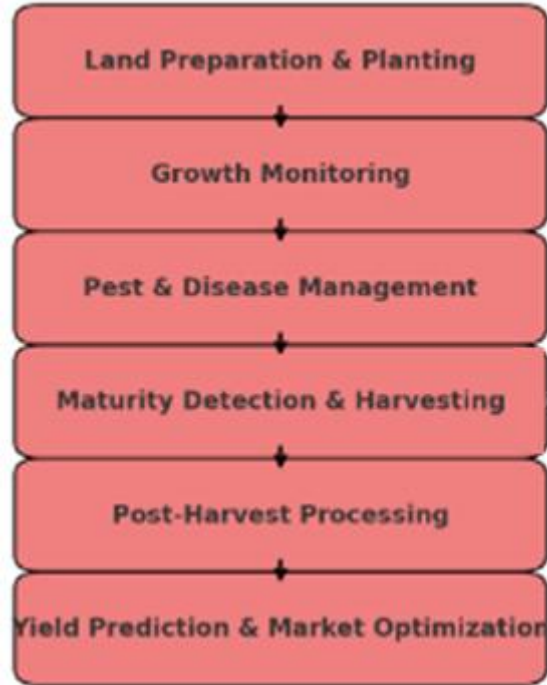 Land Preparation & Planting
Growth Monitoring
Pest & Disease Management
Maturity Detection & Harvesting
Post-Harvest Processing
Yield Prediction & Market Optimization